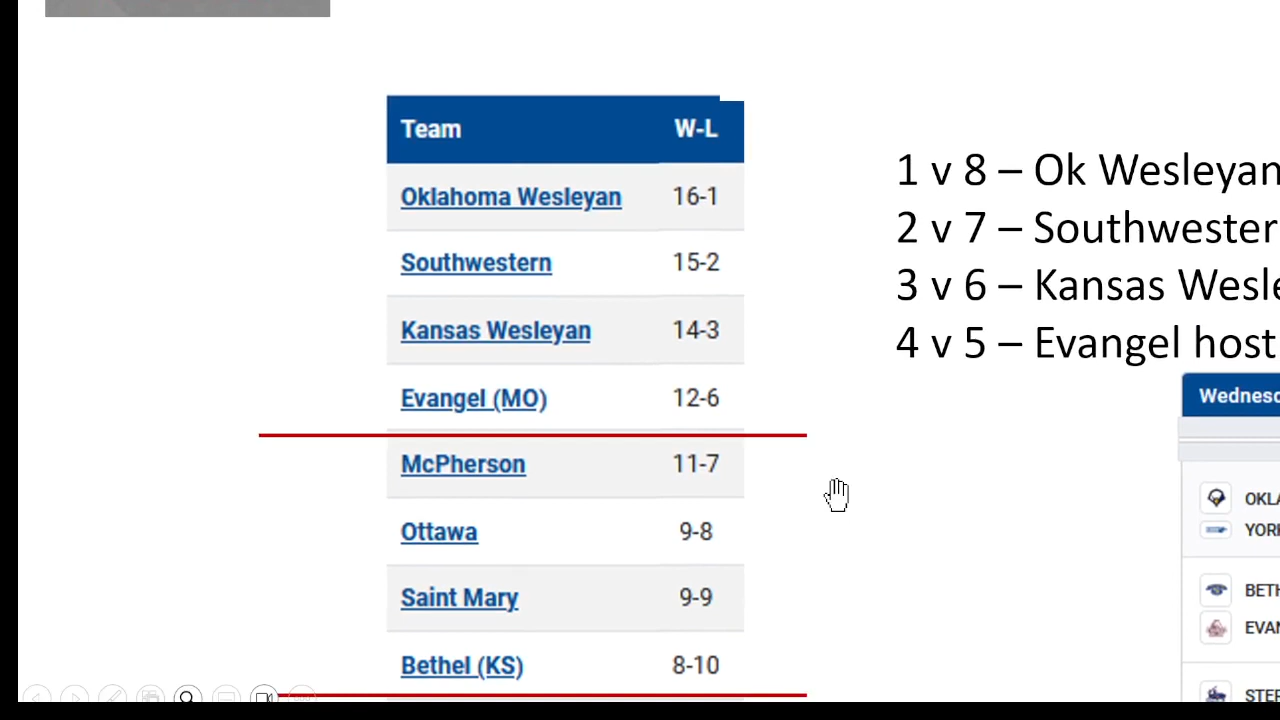 Team W-L
Oklahoma Wesleyan 16-1
Southwestern 15-2
Kansas Wesleyan 14-3
Evangel (MO) 12-6
McPherson 11-7
Ottawa 9-8
Saint Mary 9-9
Bethel (KS) 8-10
1 v 8 – Ok Wesleyan
2 v 7 – Southwester
3 v 6 – Kansas Wesle
4 v 5 – Evangel host
Wednesd
OKLA
YORK
BETH
EVAN
STER